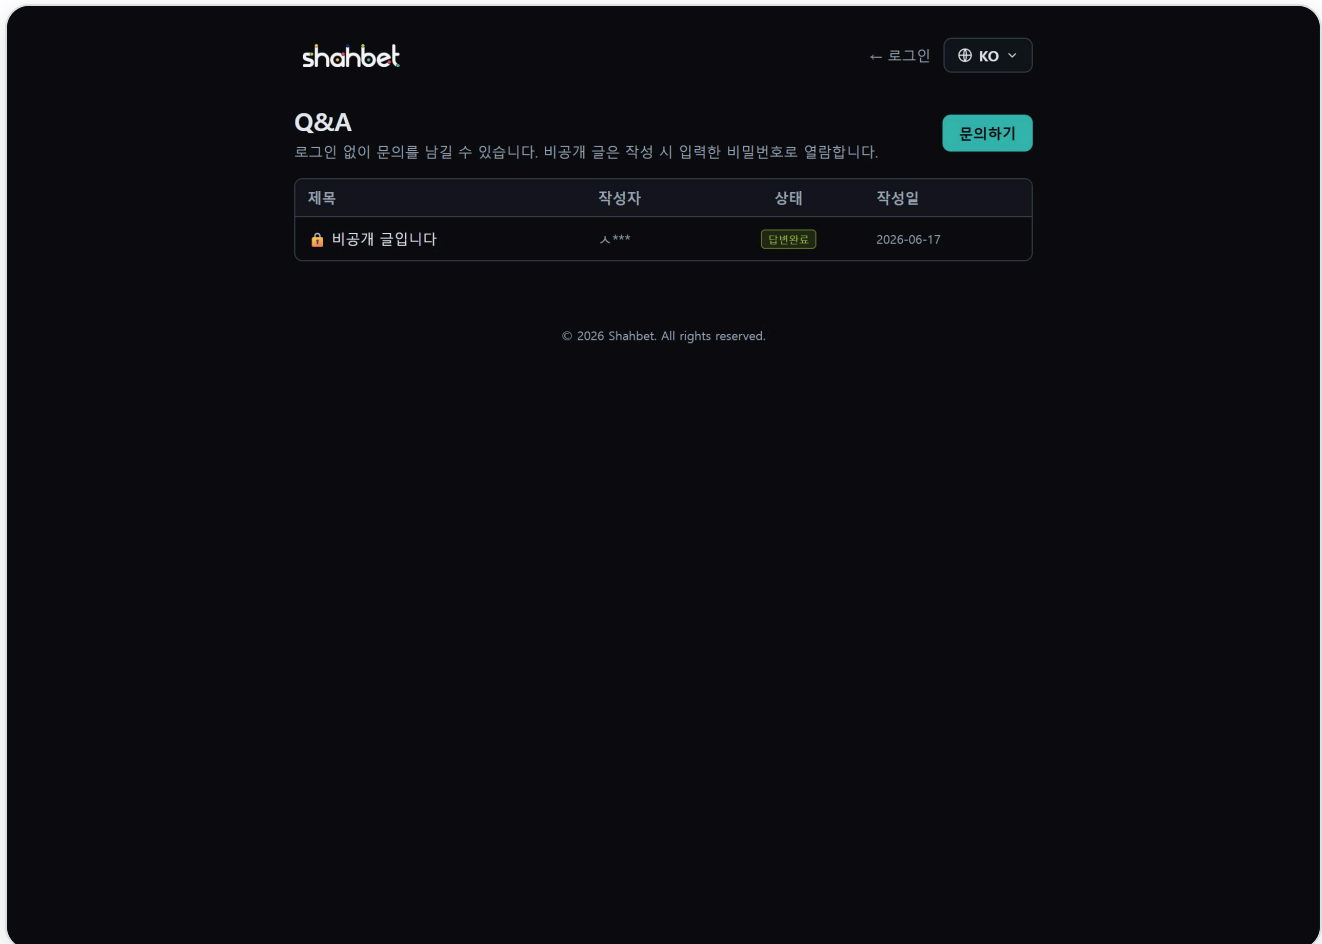 shahbet
← 로그인
KO
Q&A
로그인 없이 문의를 남길 수 있습니다. 비공개 글은 작성 시 입력한 비밀번호로 열람합니다.
문의하기
제목 작성자 상태 작성일
🔒 비공개 글입니다 ㅅ*** 답변완료 2026-06-17
© 2026 Shahbet. All rights reserved.